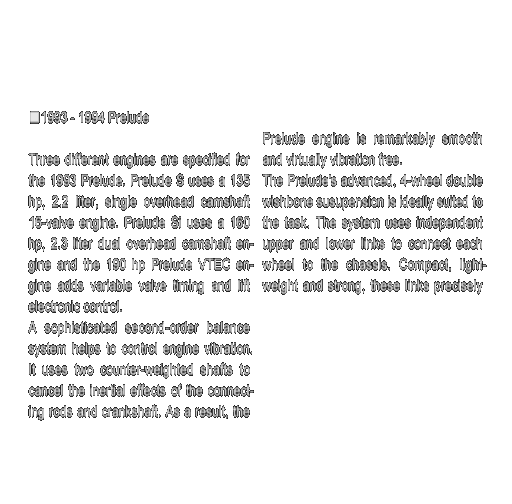 1993 - 1994 Prelude
Three different engines are specified for
the 1993 Prelude. Prelude S uses a 135
hp, 2.2 liter, single overhead camshaft
16-valve engine. Prelude Si uses a 160
hp, 2.3 liter dual overhead camshaft en-
gine and the 190 hp Prelude VTEC en-
gine adds variable valve timing and lift
electronic control.
A sophisticated second-order balance
system helps to control engine vibration.
It uses two counter-weighted shafts to
cancel the inertial effects of the connect-
ing rods and crankshaft. As a result, the
Prelude engine is remarkably smooth
and virtually vibration free.
The Prelude's advanced, 4-wheel double
wishbone susupension is ideally suited to
the task. The system uses independent
upper and lower links to connect each
wheel to the chassis. Compact, light-
weight and strong, these links precisely